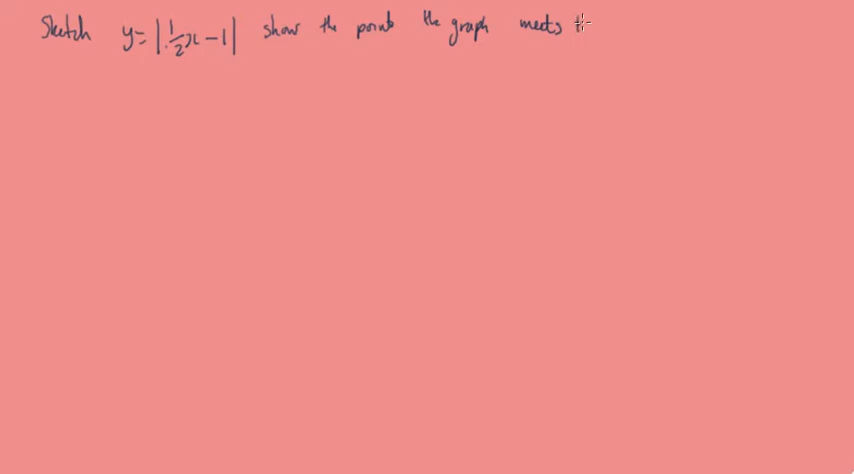 Sketch y = |½x − 1| show the points the graph meets t